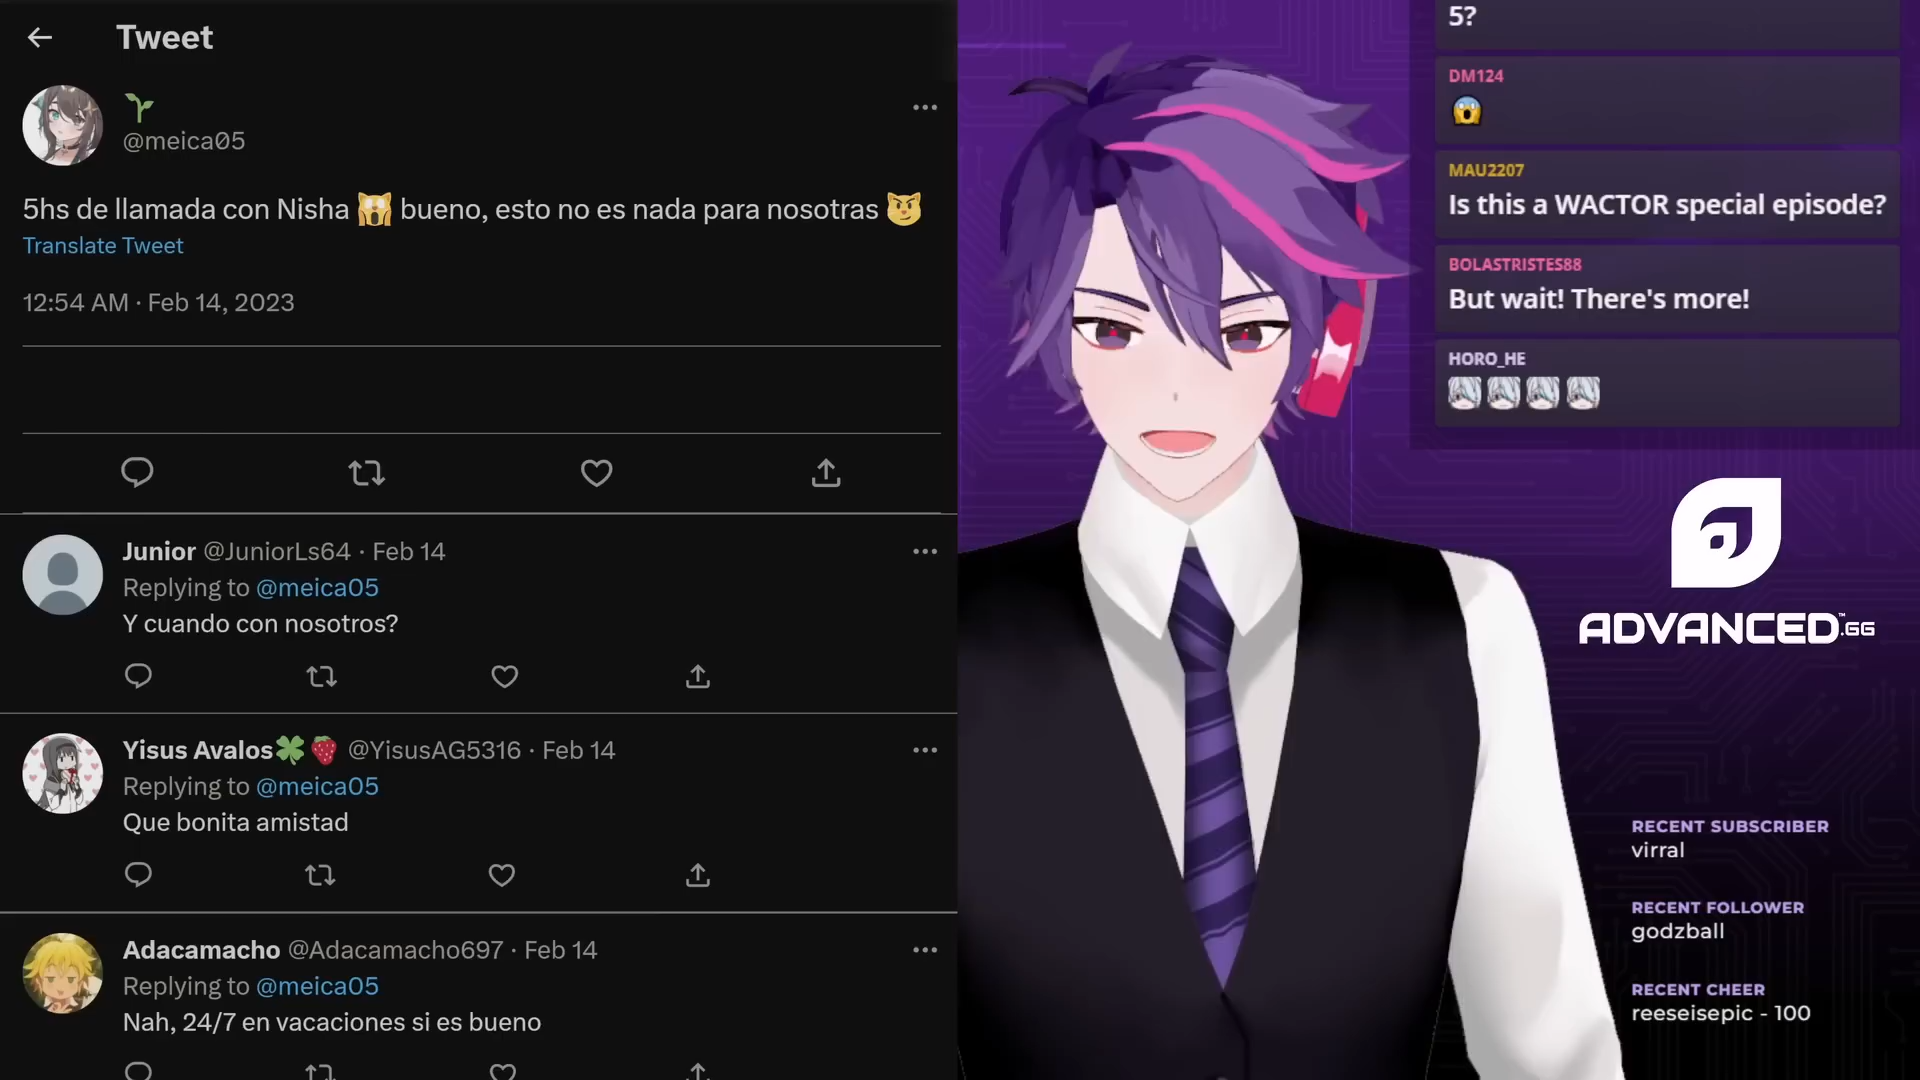 Tweet
@meica05
5hs de llamada con Nisha 🙀 bueno, esto no es nada para nosotras 😼
Translate Tweet
12:54 AM · Feb 14, 2023
Junior @JuniorLs64 · Feb 14
Replying to @meica05
Y cuando con nosotros?
Yisus Avalos🍀🍓 @YisusAG5316 · Feb 14
Replying to @meica05
Que bonita amistad
Adacamacho @Adacamacho697 · Feb 14
Replying to @meica05
Nah, 24/7 en vacaciones si es bueno
5?
DM124
😱
MAU2207
Is this a WACTOR special episode?
BOLASTRISTES88
But wait! There's more!
HORO_HE
ADVANCED™.GG
RECENT SUBSCRIBER
virral
RECENT FOLLOWER
godzball
RECENT CHEER
reeseisepic - 100